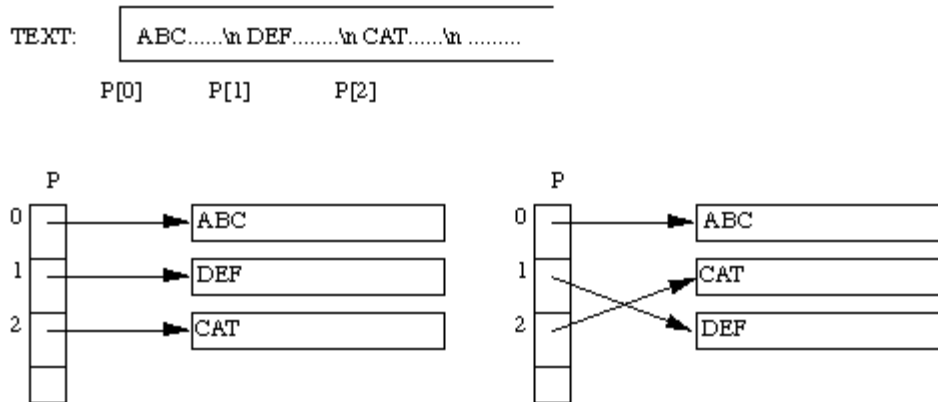 TEXT: ABC......\n DEF........\n CAT......\n .........
P[0] P[1] P[2]
P P
0 ABC 0 ABC
1 DEF 1 CAT
2 CAT 2 DEF